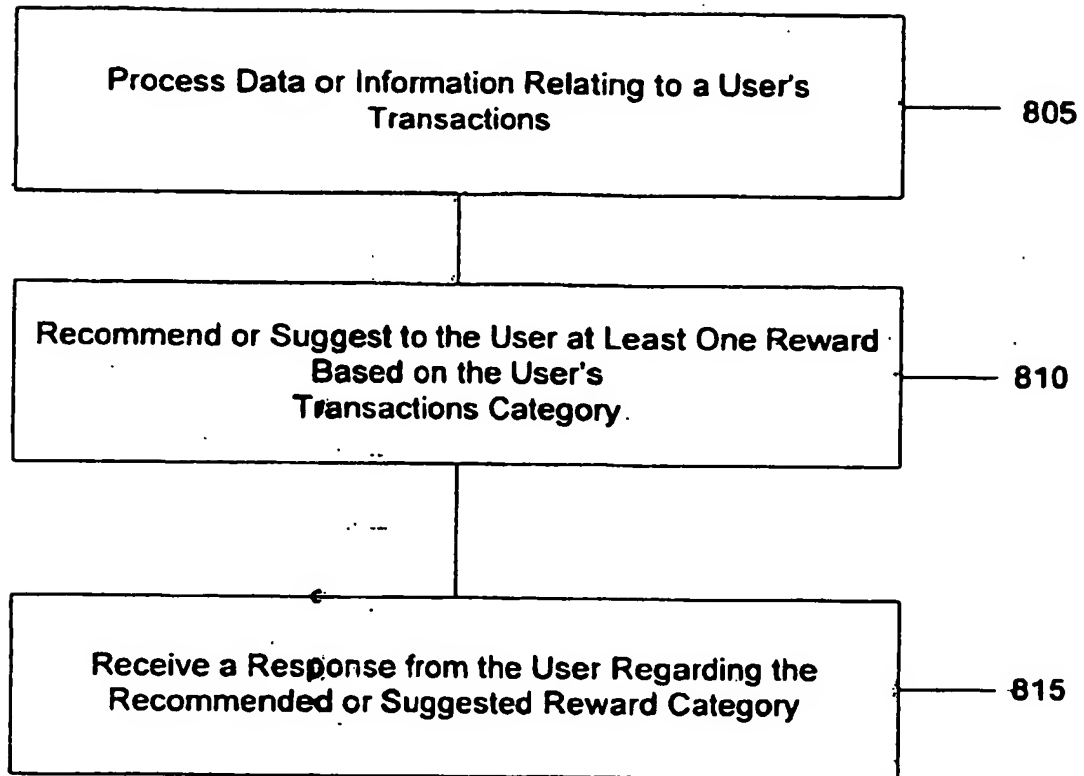 Process Data or Information Relating to a User's
Transactions
805
Recommend or Suggest to the User at Least One Reward
Based on the User's
Transactions Category
810
Receive a Response from the User Regarding the
Recommended or Suggested Reward Category
815